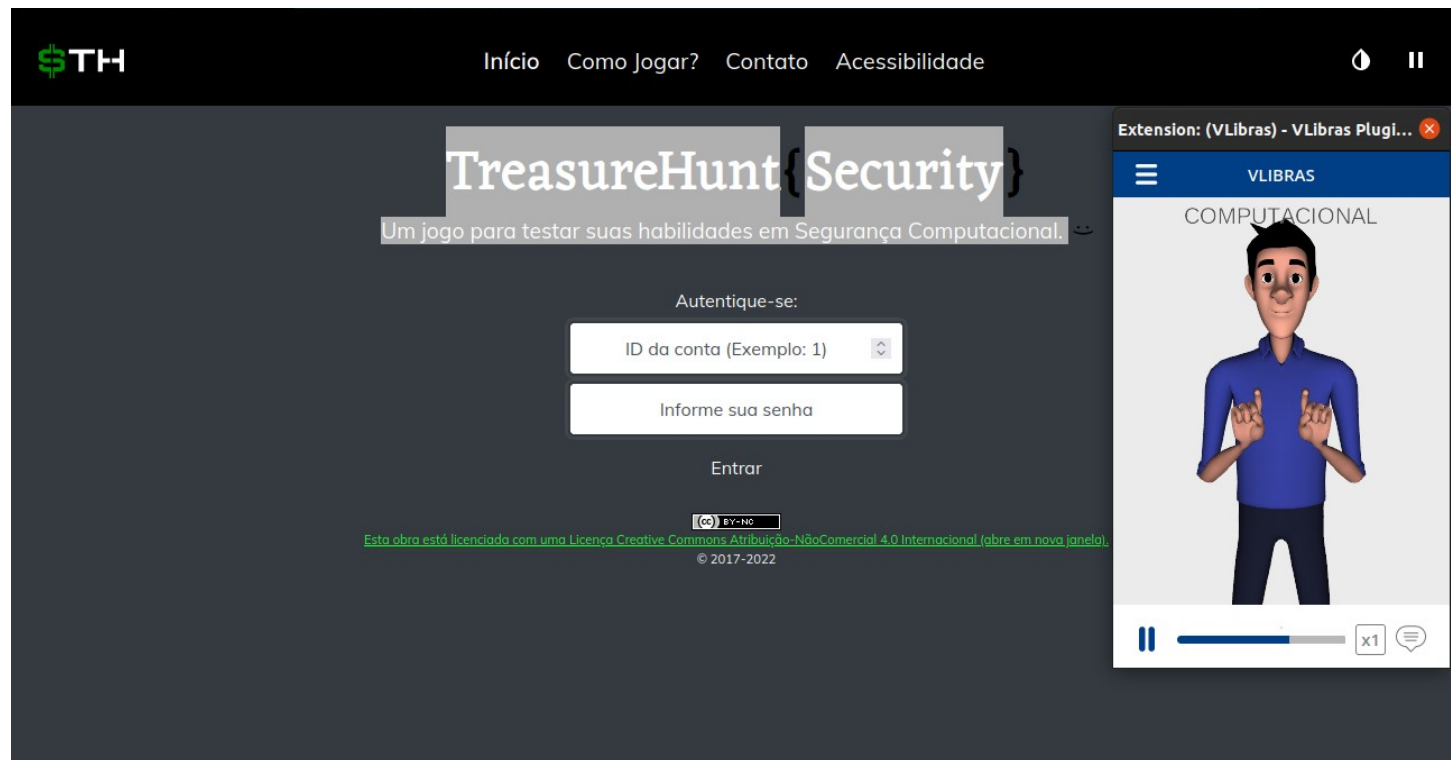 $TH
Início Como Jogar? Contato Acessibilidade
TreasureHunt{Security}
Um jogo para testar suas habilidades em Segurança Computacional. :)
Autentique-se:
ID da conta (Exemplo: 1)
Informe sua senha
Entrar
(cc) BY-NC
Esta obra está licenciada com uma Licença Creative Commons Atribuição-NãoComercial 4.0 Internacional (abre em nova janela).
© 2017-2022
Extension: (VLibras) - VLibras Plugi...
VLIBRAS
COMPUTACIONAL
x1